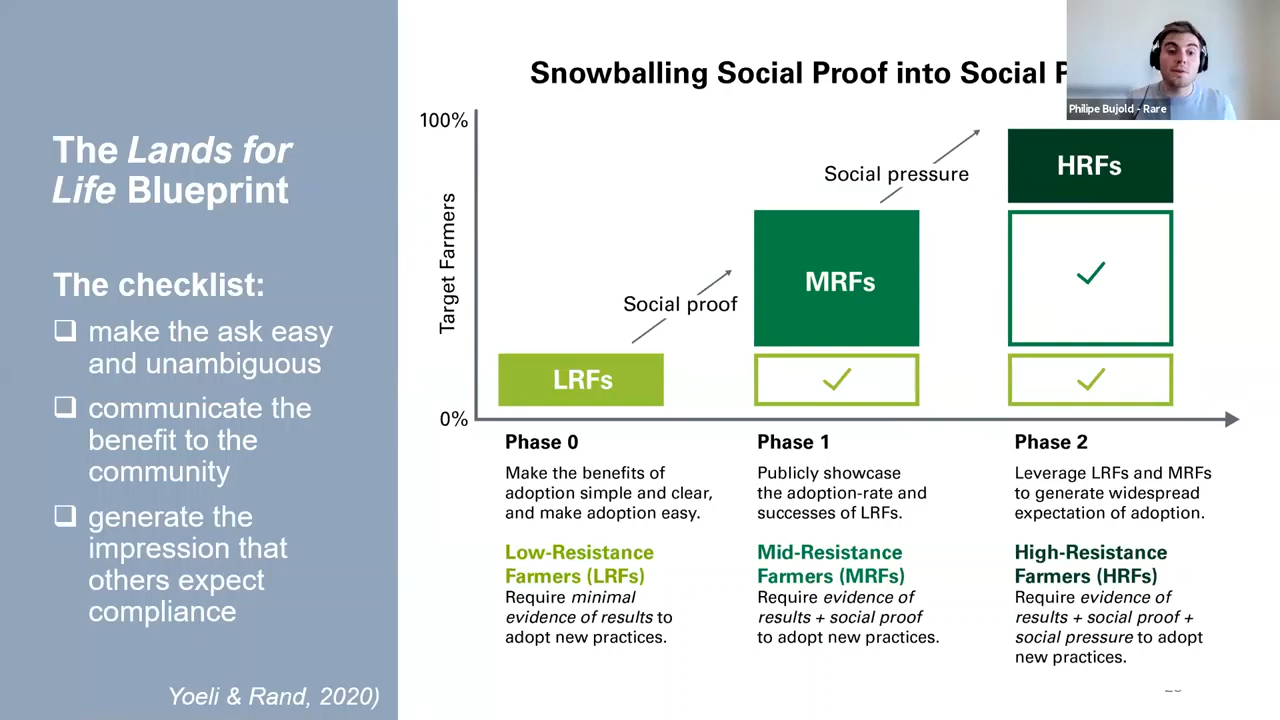 The Lands for
Life Blueprint
The checklist:
make the ask easy
and unambiguous
communicate the
benefit to the
community
generate the
impression that
others expect
compliance
Yoeli & Rand, 2020)
Snowballing Social Proof into Social
Philipe Bujold - Rare
100%
Target Farmers
0%
Social proof
Social pressure
LRFs
MRFs
HRFs
Phase 0
Make the benefits of
adoption simple and clear,
and make adoption easy.
Low-Resistance
Farmers (LRFs)
Require minimal
evidence of results to
adopt new practices.
Phase 1
Publicly showcase
the adoption-rate and
successes of LRFs.
Mid-Resistance
Farmers (MRFs)
Require evidence of
results + social proof
to adopt new practices.
Phase 2
Leverage LRFs and MRFs
to generate widespread
expectation of adoption.
High-Resistance
Farmers (HRFs)
Require evidence of
results + social proof +
social pressure to adopt
new practices.